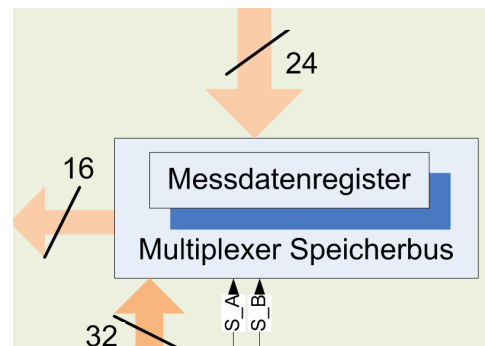 24
16
Messdatenregister
Multiplexer Speicherbus
S_A
S_B
32